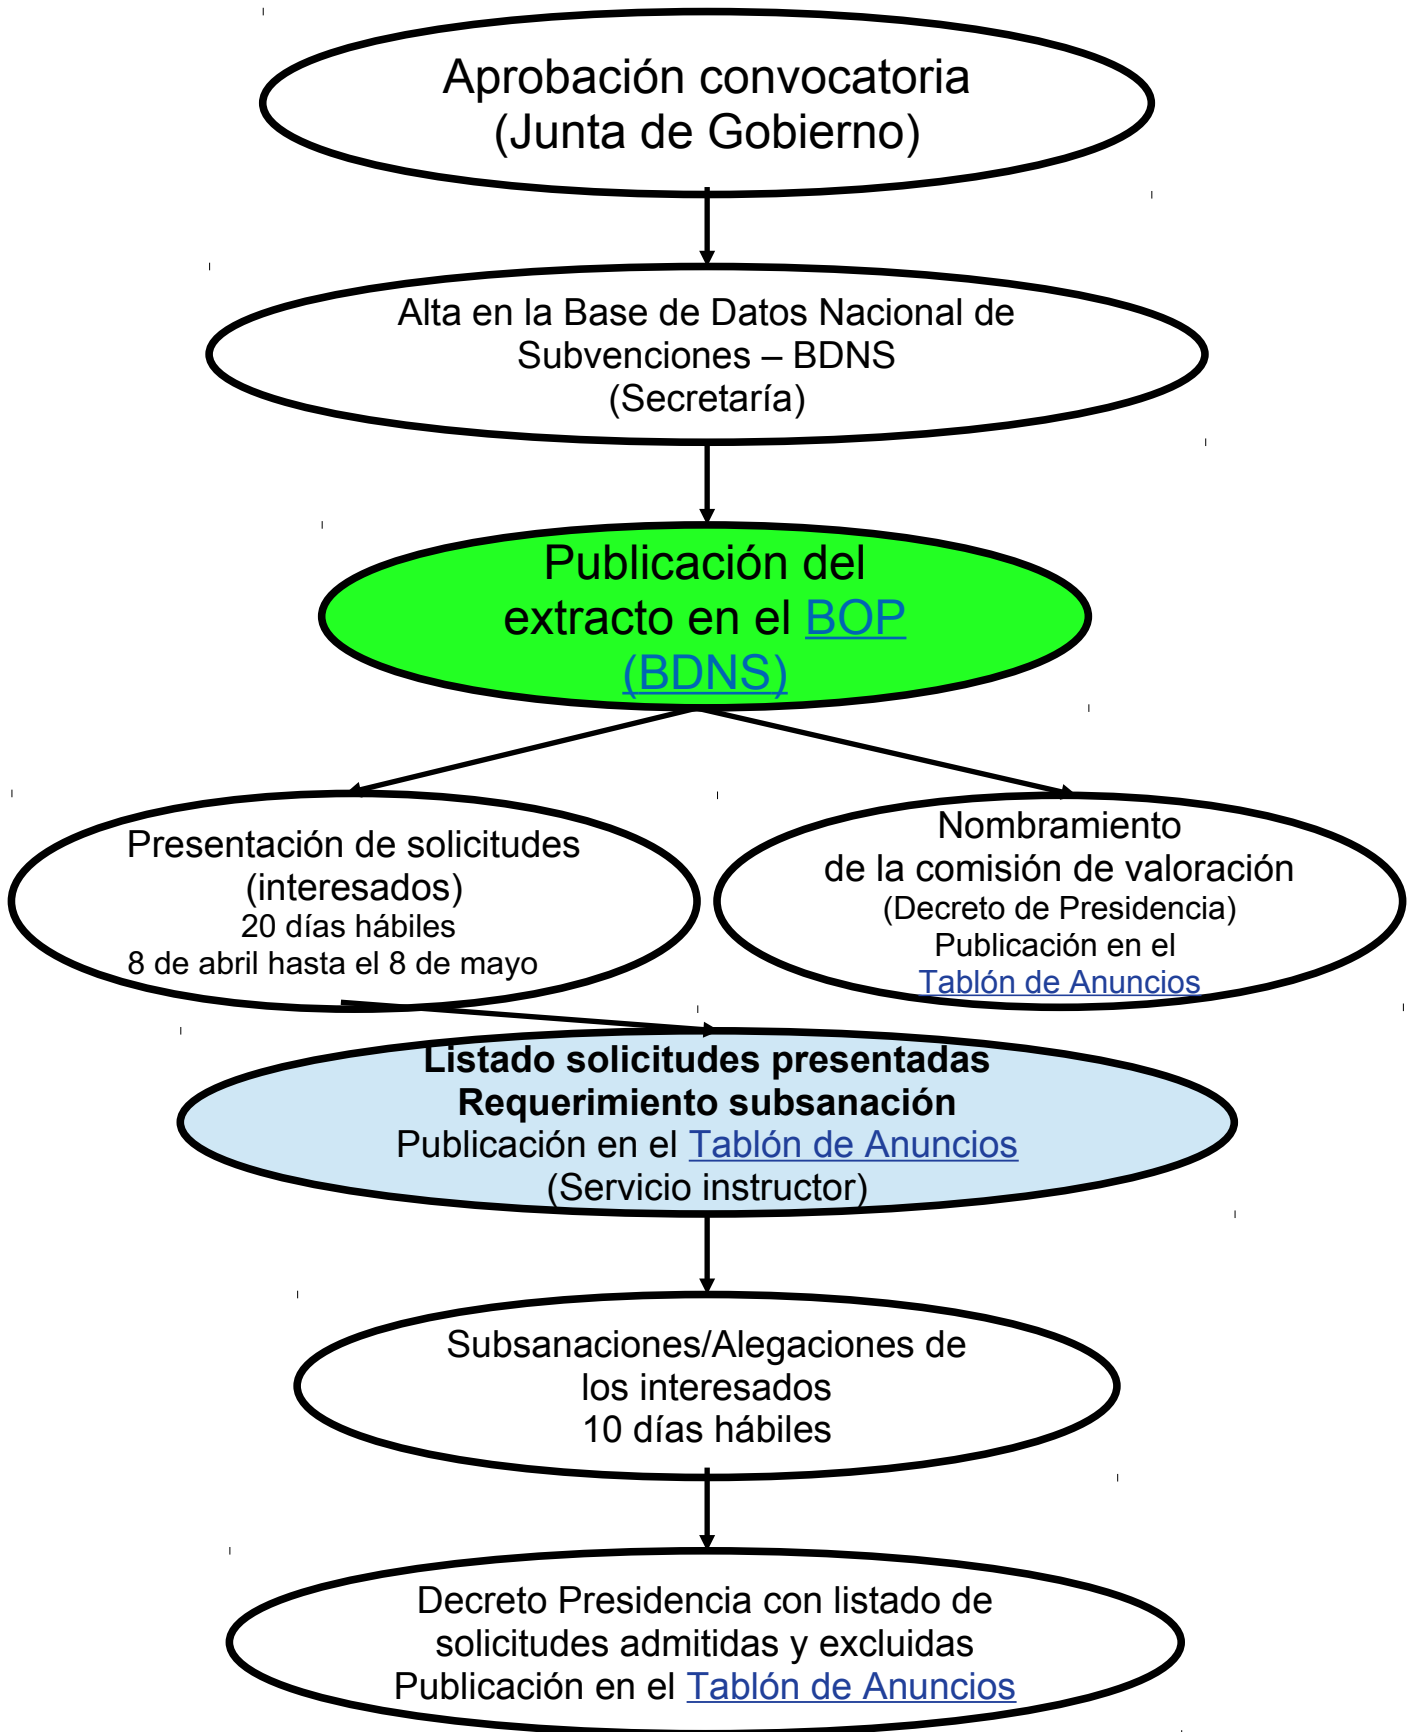 Aprobación convocatoria
(Junta de Gobierno)
Alta en la Base de Datos Nacional de
Subvenciones – BDNS
(Secretaría)
Publicación del
extracto en el BOP
(BDNS)
Presentación de solicitudes
(interesados)
20 días hábiles
8 de abril hasta el 8 de mayo
Nombramiento
de la comisión de valoración
(Decreto de Presidencia)
Publicación en el
Tablón de Anuncios
Listado solicitudes presentadas
Requerimiento subsanación
Publicación en el Tablón de Anuncios
(Servicio instructor)
Subsanaciones/Alegaciones de
los interesados
10 días hábiles
Decreto Presidencia con listado de
solicitudes admitidas y excluidas
Publicación en el Tablón de Anuncios